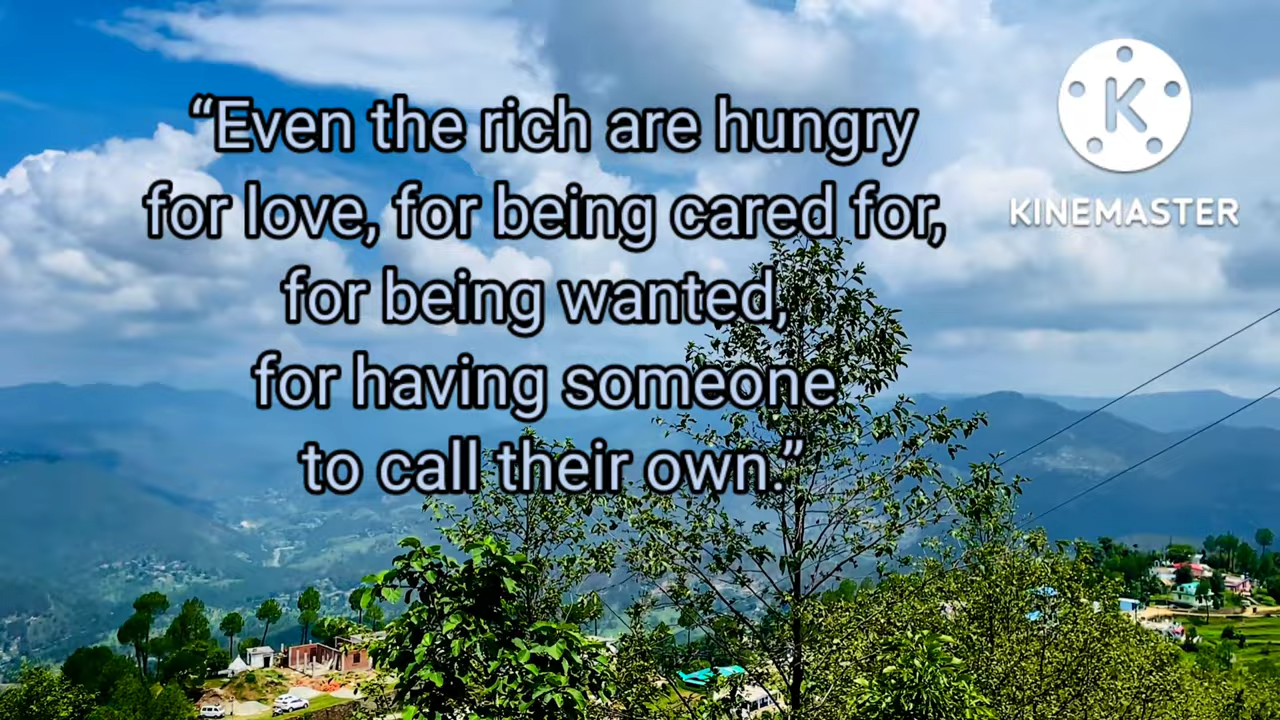 “Even the rich are hungry
for love, for being cared for,
for being wanted,
for having someone
to call their own.”
K
KINEMASTER